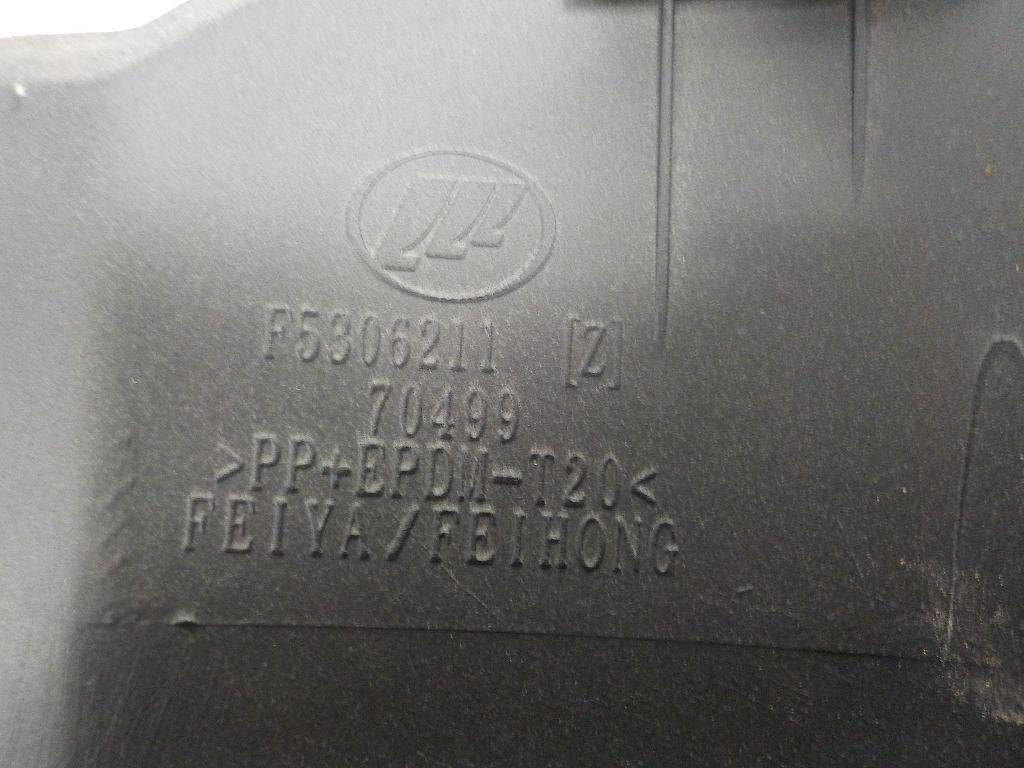 F5306211 [Z]
70499
>PP+EPDM-T20<
FEIYA/FEIHONG